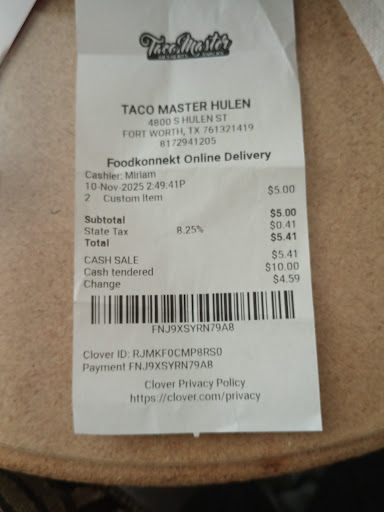 Taco Master
TACO MASTER HULEN
4800 S HULEN ST
FORT WORTH, TX 761321419
8172941205
Foodkonnekt Online Delivery
Cashier: Miriam
10-Nov-2025 2:49:41P
2 Custom Item $5.00
Subtotal $5.00
State Tax 8.25% $0.41
Total $5.41
CASH SALE $5.41
Cash tendered $10.00
Change $4.59
FNJ9XSYRN79A8
Clover ID: RJMKF0CMP8RS0
Payment FNJ9XSYRN79A8
Clover Privacy Policy
https://clover.com/privacy